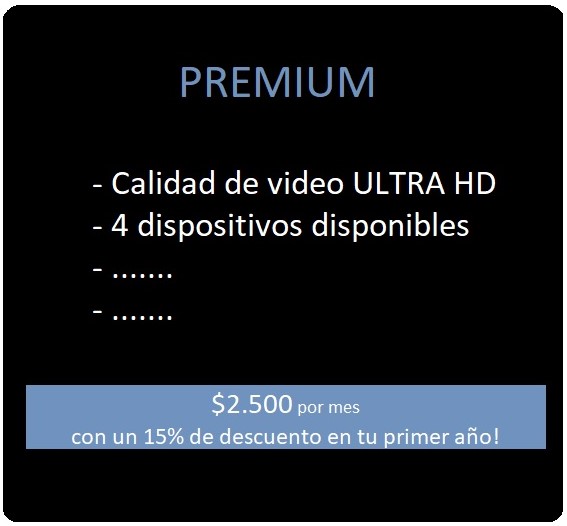 PREMIUM
- Calidad de video ULTRA HD
- 4 dispositivos disponibles
- .......
- .......
$2.500 por mes
con un 15% de descuento en tu primer año!